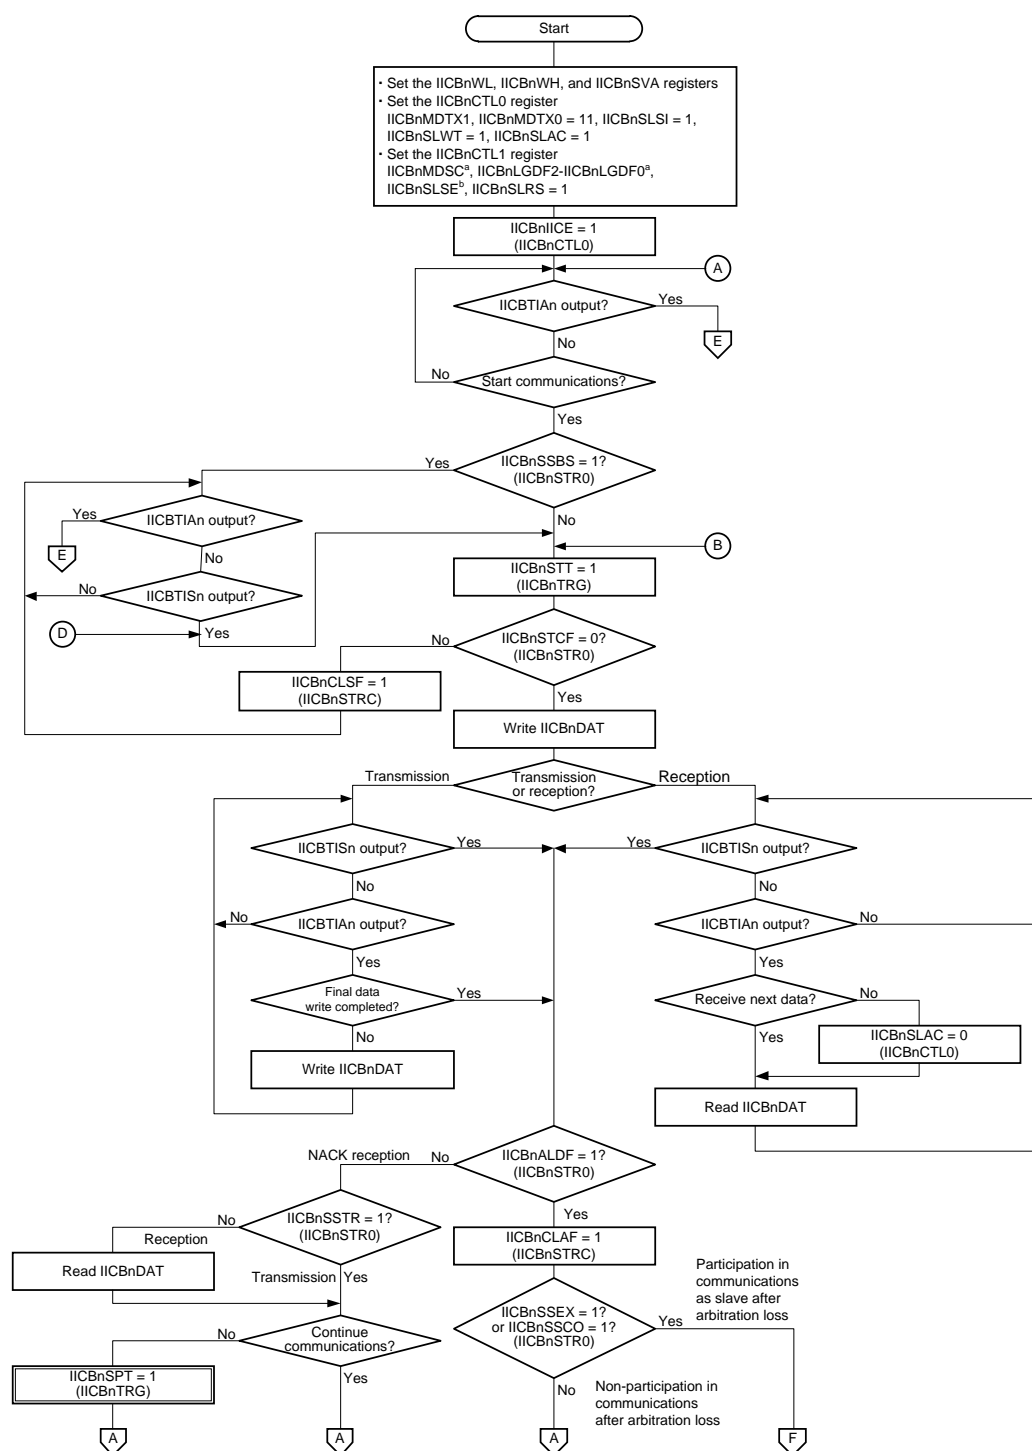 Start
· Set the IICBnWL, IICBnWH, and IICBnSVA registers
· Set the IICBnCTL0 register
IICBnMDTX1, IICBnMDTX0 = 11, IICBnSLSI = 1,
IICBnSLWT = 1, IICBnSLAC = 1
· Set the IICBnCTL1 register
IICBnMDSCa, IICBnLGDF2-IICBnLGDF0a,
IICBnSLSEb, IICBnSLRS = 1
IICBnIICE = 1
(IICBnCTL0)
A
IICBTIAn output?
Yes
E
No
No
Start communications?
Yes
Yes
IICBnSSBS = 1?
(IICBnSTR0)
No
Yes
IICBTIAn output?
E
No
B
IICBnSTT = 1
(IICBnTRG)
No
IICBTISn output?
D
Yes
No
IICBnSTCF = 0?
(IICBnSTR0)
IICBnCLSF = 1
(IICBnSTRC)
Yes
Write IICBnDAT
Transmission
Transmission
or reception?
Reception
IICBTISn output?
Yes
Yes
IICBTISn output?
No
No
No
IICBTIAn output?
IICBTIAn output?
No
Yes
Yes
Final data
write completed?
Yes
Receive next data?
No
No
Yes
IICBnSLAC = 0
(IICBnCTL0)
Write IICBnDAT
Read IICBnDAT
NACK reception
No
IICBnALDF = 1?
(IICBnSTR0)
Yes
No
IICBnSSTR = 1?
(IICBnSTR0)
IICBnCLAF = 1
(IICBnSTRC)
Reception
Read IICBnDAT
Transmission
Yes
Participation in
communications
as slave after
arbitration loss
IICBnSSEX = 1?
or IICBnSSCO = 1?
(IICBnSTR0)
Yes
No
Continue
communications?
IICBnSPT = 1
(IICBnTRG)
Yes
No
Non-participation in
communications
after arbitration loss
A
A
A
F